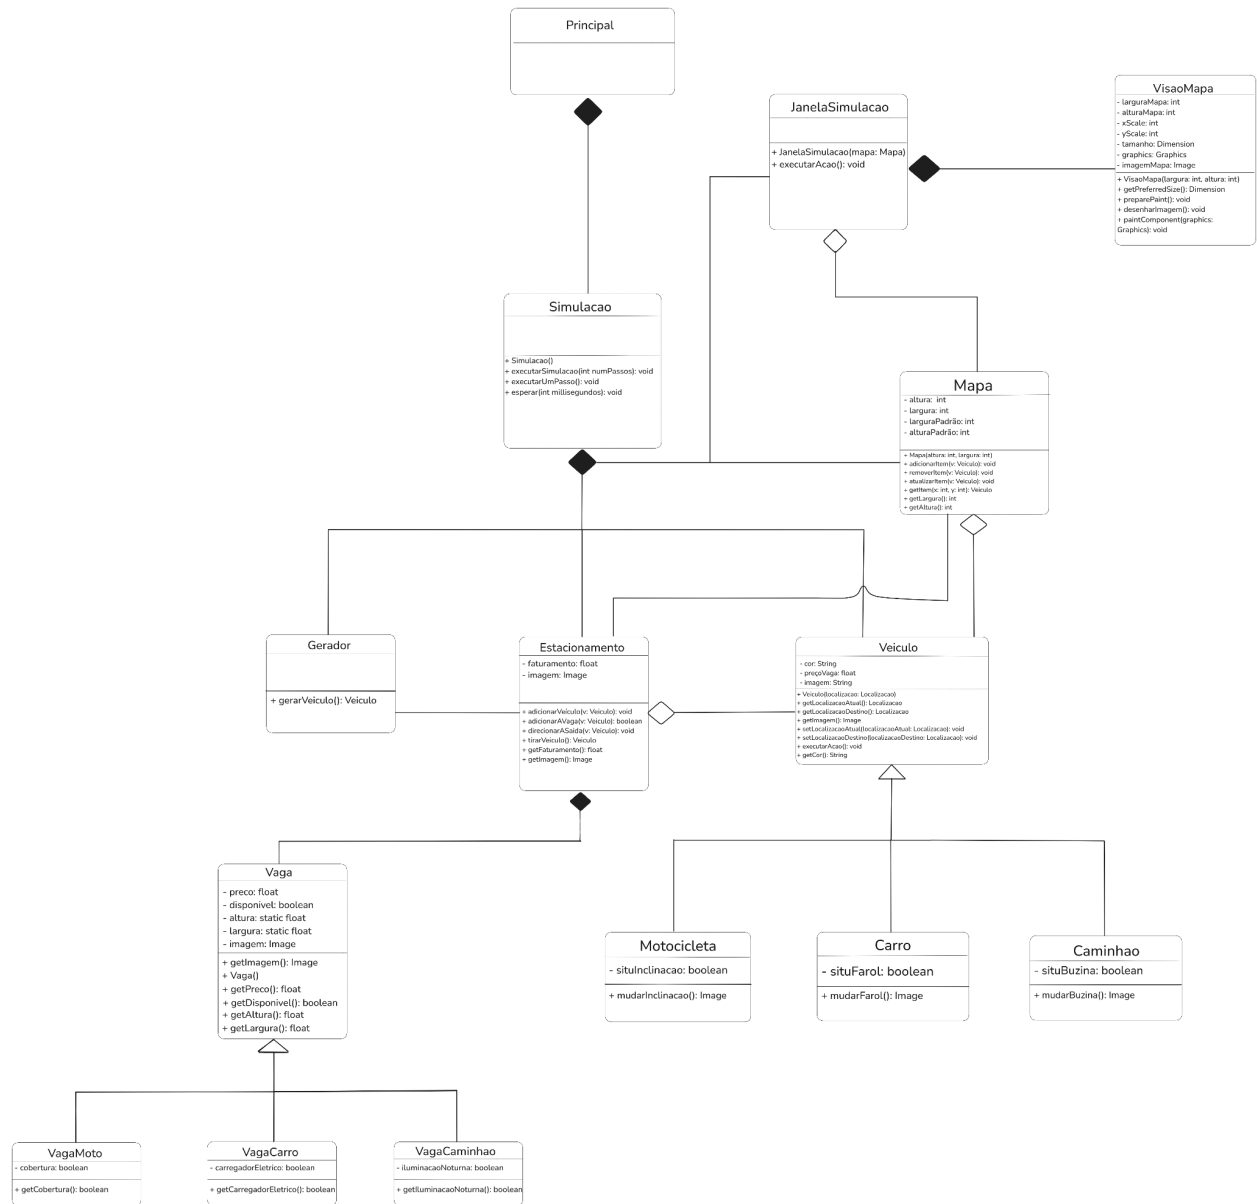 Principal
JanelaSimulacao
+ JanelaSimulacao(mapa: Mapa)
+ executarAcao(): void
VisaoMapa
- larguraMapa: int
- alturaMapa: int
- xScale: int
- yScale: int
- tamanho: Dimension
- graphics: Graphics
- imagemMapa: Image
+ VisaoMapa(largura: int, altura: int)
+ getPreferredSize(): Dimension
+ preparePaint(): void
+ desenharImagem(): void
+ paintComponent(graphics:
Graphics): void
Simulacao
+ Simulacao()
+ executarSimulacao(int numPassos): void
+ executarUmPasso(): void
+ esperar(int millisegundos): void
Mapa
- altura: int
- largura: int
- larguraPadrão: int
- alturaPadrão: int
+ Mapa(altura: int, largura: int)
+ adicionarItem(v: Veiculo): void
+ removerItem(v: Veiculo): void
+ atualizarItem(v: Veiculo): void
+ getItem(x: int, y: int): Veiculo
+ getLargura(): int
+ getAltura(): int
Gerador
+ gerarVeiculo(): Veiculo
Estacionamento
- faturamento: float
- imagem: Image
+ adicionarVeículo(v: Veiculo): void
+ adicionarAVaga(v: Veiculo): boolean
+ direcionarASaida(v: Veiculo): void
+ tirarVeiculo(): Veiculo
+ getFaturamento(): float
+ getImagem(): Image
Veiculo
- cor: String
- preçoVaga: float
- imagem: String
+ Veiculo(localizacao: Localizacao)
+ getLocalizacaoAtual(): Localizacao
+ getLocalizacaoDestino(): Localizacao
+ getImagem(): Image
+ setLocalizacaoAtual(localizacaoAtual: Localizacao): void
+ setLocalizacaoDestino(localizacaoDestino: Localizacao): void
+ executarAcao(): void
+ getCor(): String
Vaga
- preco: float
- disponivel: boolean
- altura: static float
- largura: static float
- imagem: Image
+ getImagem(): Image
+ Vaga()
+ getPreco(): float
+ getDisponivel(): boolean
+ getAltura(): float
+ getLargura(): float
Motocicleta
- situInclinacao: boolean
+ mudarInclinacao(): Image
Carro
- situFarol: boolean
+ mudarFarol(): Image
Caminhao
- situBuzina: boolean
+ mudarBuzina(): Image
VagaMoto
- cobertura: boolean
+ getCobertura(): boolean
VagaCarro
- carregadorEletrico: boolean
+ getCarregadorEletrico(): boolean
VagaCaminhao
- iluminacaoNoturna: boolean
+ getIluminacaoNoturna(): boolean